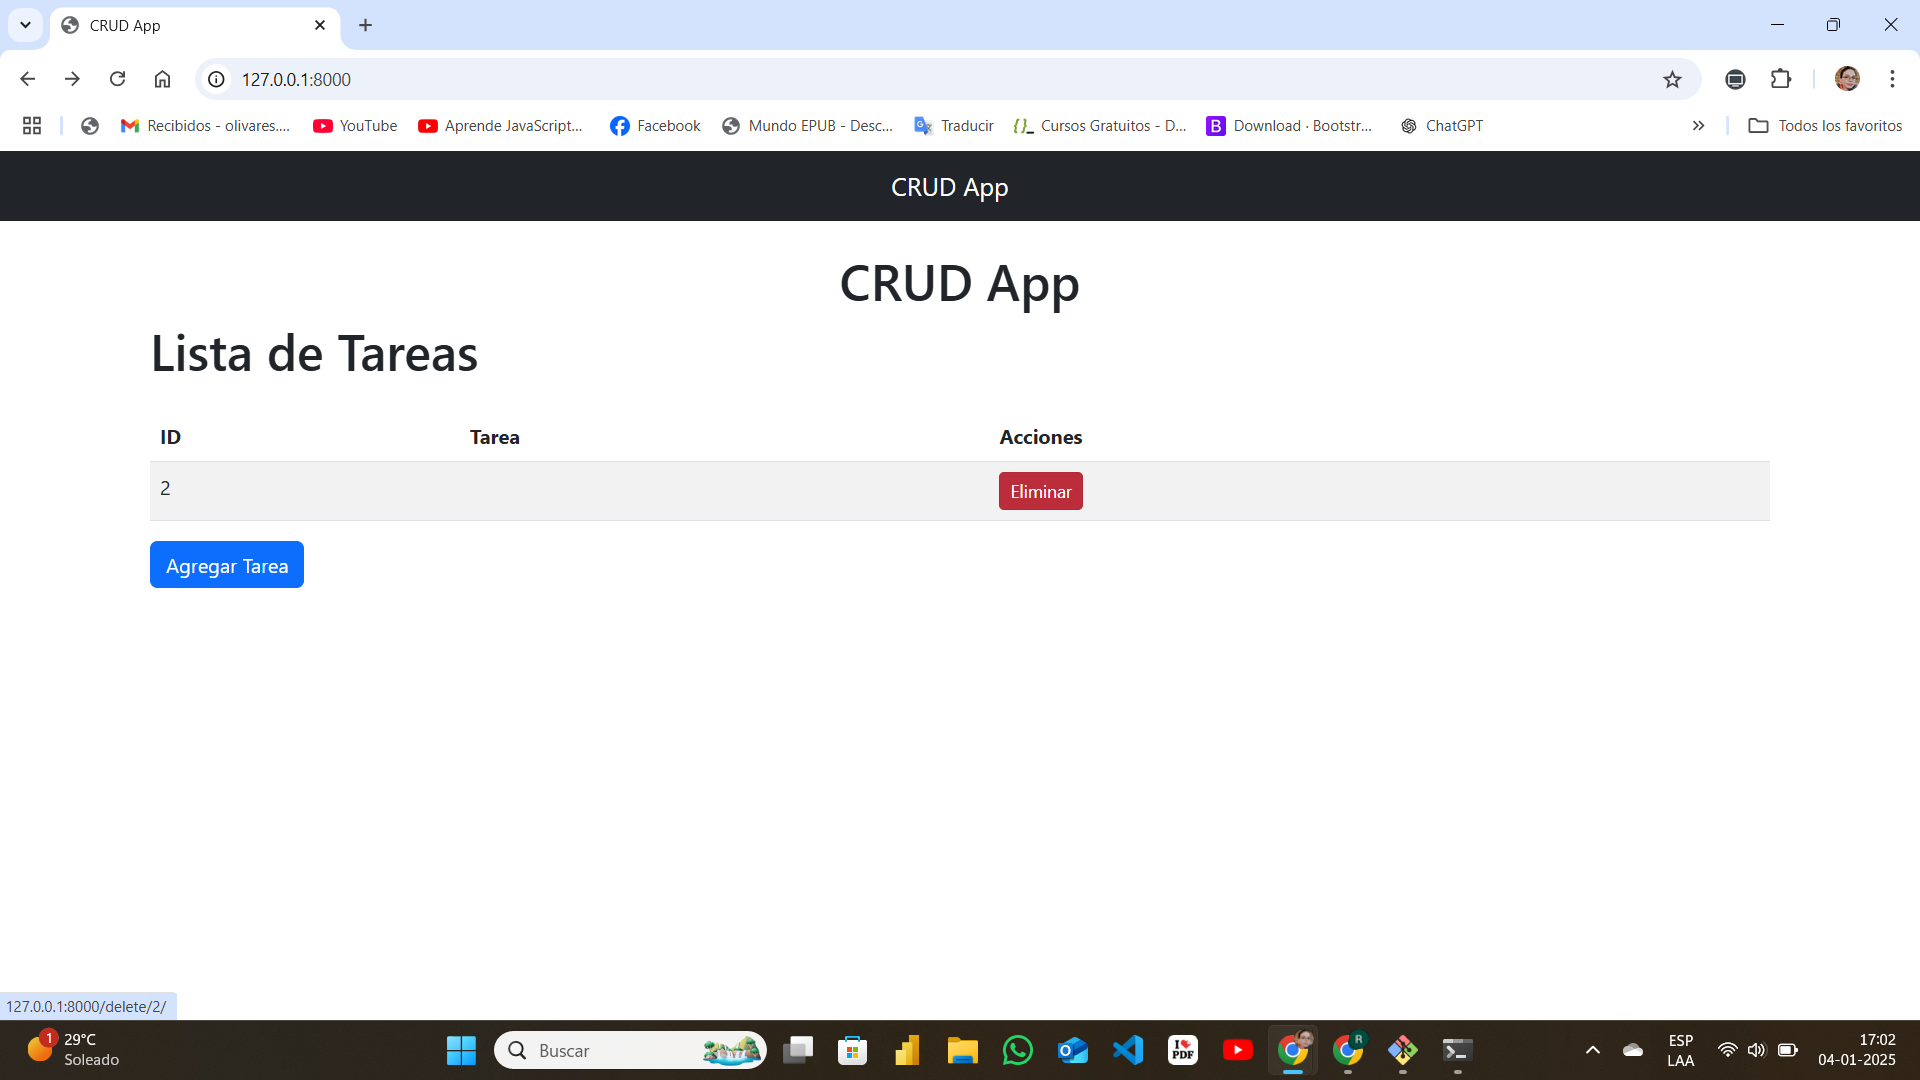 CRUD App
127.0.0.1:8000
Recibidos - olivares.... YouTube Aprende JavaScript... Facebook Mundo EPUB - Desc... Traducir Cursos Gratuitos - D... B Download · Bootstr... ChatGPT Todos los favoritos
CRUD App
CRUD App
Lista de Tareas
ID Tarea Acciones
2 Eliminar
Agregar Tarea
127.0.0.1:8000/delete/2/
1 29°C
Soleado
Buscar
I PDF
R
ESP
LAA
17:02
04-01-2025